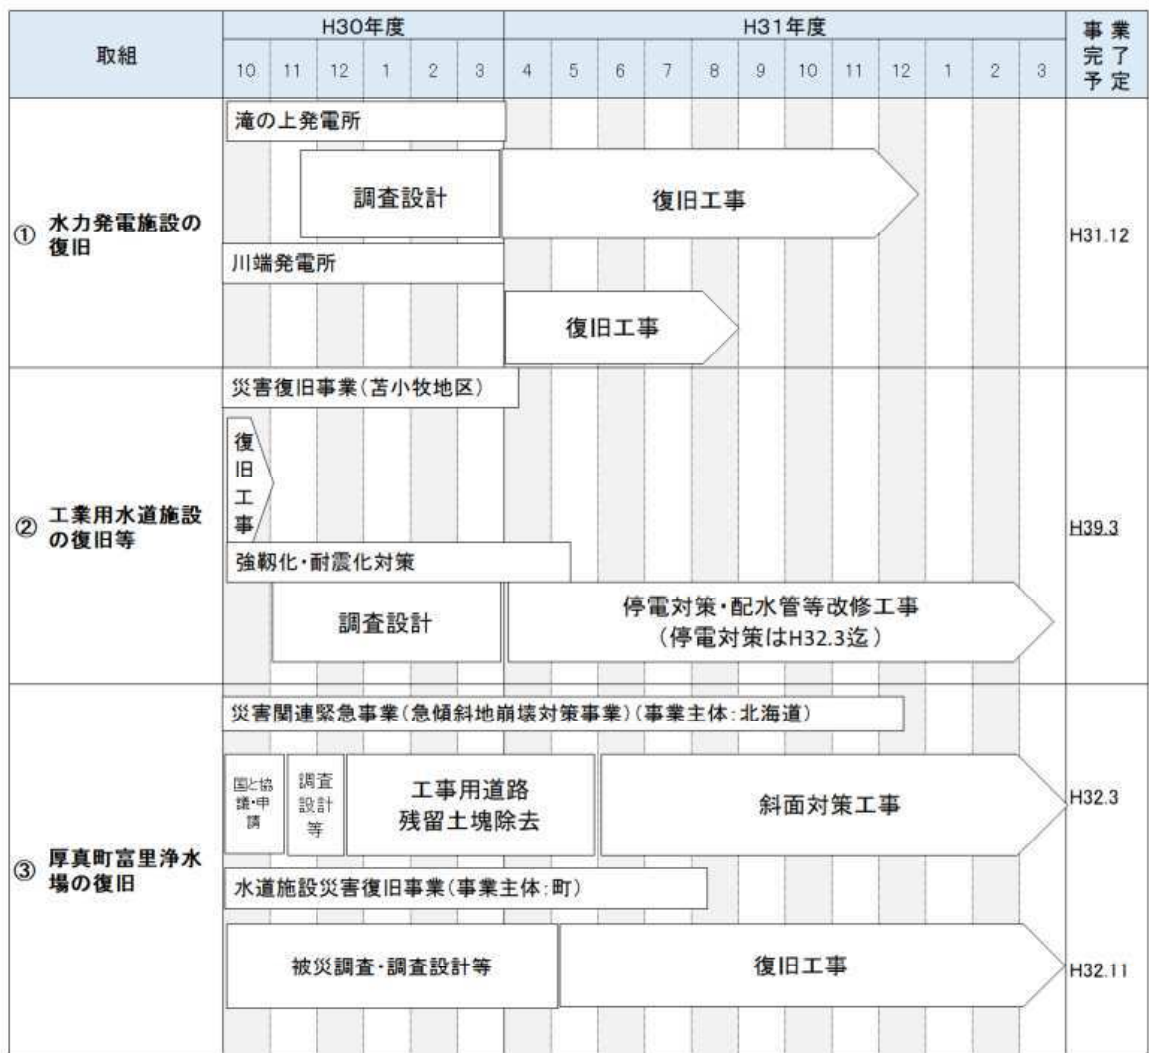 取組
H30年度
H31年度
事業
完了
予定
10 11 12 1 2 3 4 5 6 7 8 9 10 11 12 1 2 3
① 水力発電施設の
復旧
滝の上発電所
調査設計
復旧工事
川端発電所
復旧工事
H31.12
② 工業用水道施設
の復旧等
災害復旧事業(苫小牧地区)
復
旧
工
事
強靱化・耐震化対策
調査設計
停電対策・配水管等改修工事
(停電対策はH32.3迄)
H39.3
③ 厚真町富里浄水
場の復旧
災害関連緊急事業(急傾斜地崩壊対策事業)(事業主体:北海道)
国と協
議・申
請
調査
設計
等
工事用道路
残留土塊除去
斜面対策工事
H32.3
水道施設災害復旧事業(事業主体:町)
被災調査・調査設計等
復旧工事
H32.11